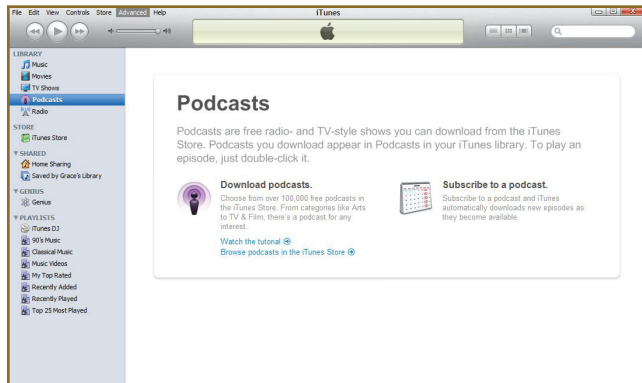 File Edit View Controls Store Advanced Help
iTunes
LIBRARY
Music
Movies
TV Shows
Podcasts
Radio
STORE
iTunes Store
SHARED
Home Sharing
Saved by Grace's Library
GENIUS
Genius
PLAYLISTS
iTunes DJ
90's Music
Classical Music
Music Videos
My Top Rated
Recently Added
Recently Played
Top 25 Most Played
Podcasts
Podcasts are free radio- and TV-style shows you can download from the iTunes
Store. Podcasts you download appear in Podcasts in your iTunes library. To play an
episode, just double-click it.
Download podcasts.
Choose from over 100,000 free podcasts in
the iTunes Store. From categories like Arts
to TV & Film, there's a podcast for any
interest.
Watch the tutorial
Browse podcasts in the iTunes Store
Subscribe to a podcast.
Subscribe to a podcast and iTunes
automatically downloads new episodes as
they become available.